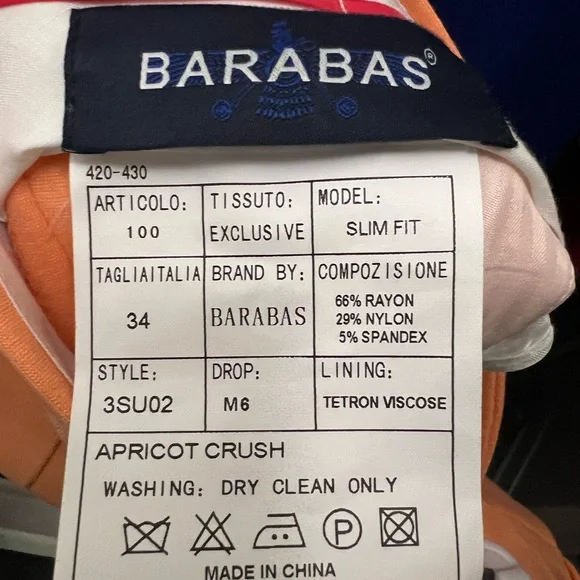 BARABAS®
420-430
ARTICOLO: TISSUTO: MODEL:
100 EXCLUSIVE SLIM FIT
TAGLIAITALIA BRAND BY: COMPOZISIONE
34 BARABAS 66% RAYON
29% NYLON
5% SPANDEX
STYLE: DROP: LINING:
3SU02 M6 TETRON VISCOSE
APRICOT CRUSH
WASHING: DRY CLEAN ONLY
P
MADE IN CHINA